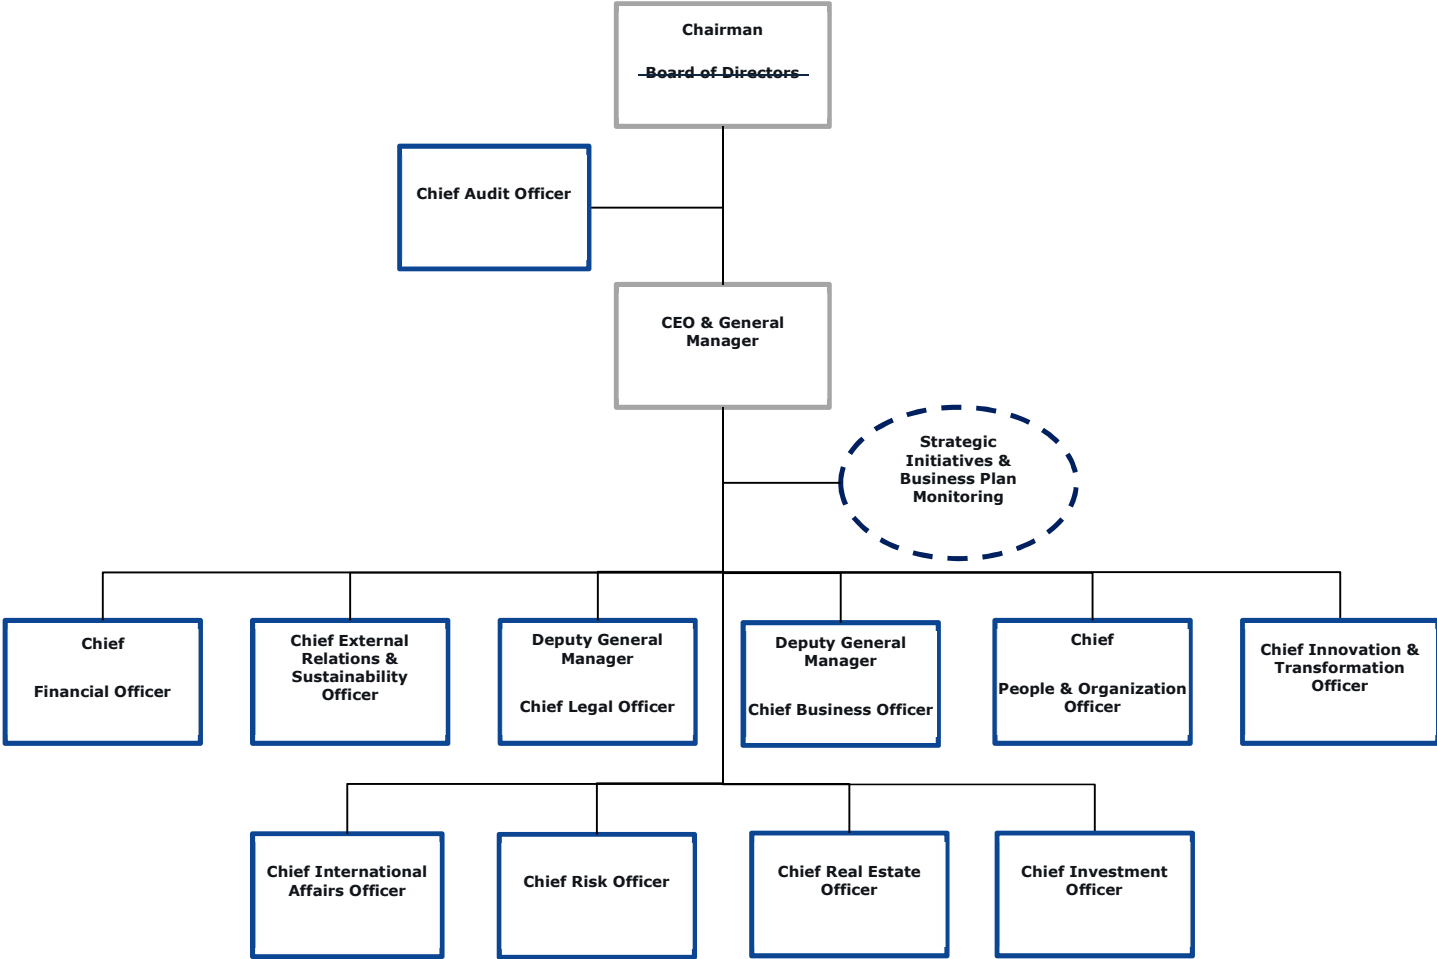 Chairman
Board of Directors
Chief Audit Officer
CEO & General
Manager
Strategic
Initiatives &
Business Plan
Monitoring
Chief
Financial Officer
Chief External
Relations &
Sustainability
Officer
Deputy General
Manager
Chief Legal Officer
Deputy General
Manager
Chief Business Officer
Chief
People & Organization
Officer
Chief Innovation &
Transformation
Officer
Chief International
Affairs Officer
Chief Risk Officer
Chief Real Estate
Officer
Chief Investment
Officer